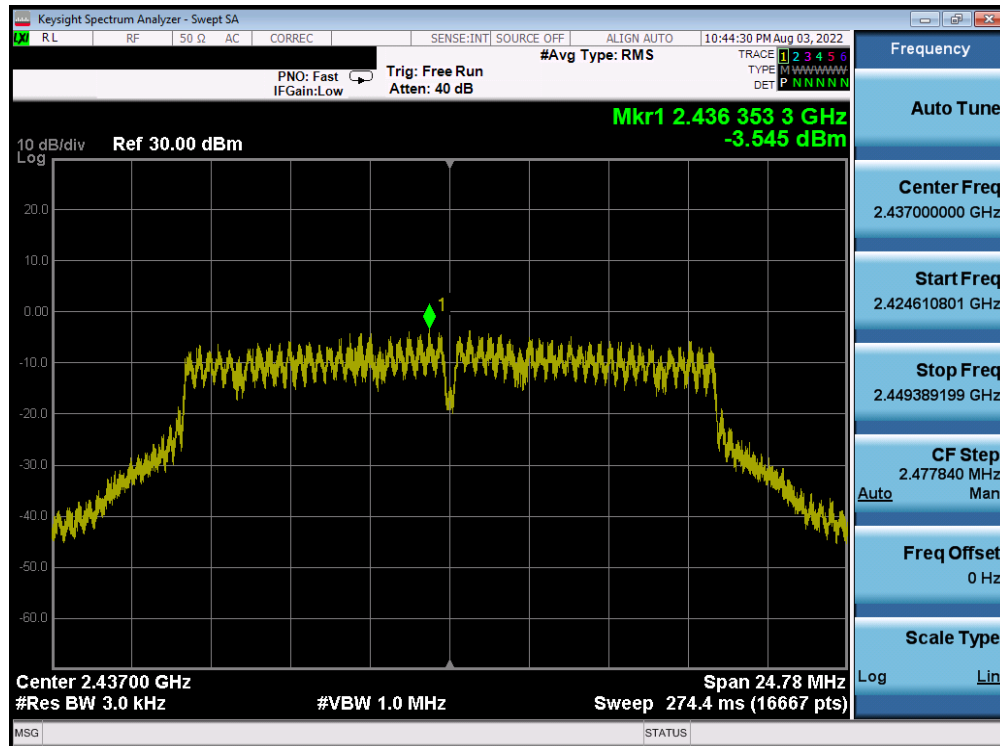 Keysight Spectrum Analyzer - Swept SA
LXI RL RF 50 Ω AC CORREC SENSE:INT SOURCE OFF ALIGN AUTO 10:44:30 PM Aug 03, 2022
#Avg Type: RMS TRACE 1 2 3 4 5 6
PNO: Fast Trig: Free Run TYPE M WWWWW
IFGain:Low Atten: 40 dB DET P N N N N N
Mkr1 2.436 353 3 GHz
-3.545 dBm
10 dB/div Ref 30.00 dBm
Log
20.0
10.0
0.00
1
-10.0
-20.0
-30.0
-40.0
-50.0
-60.0
Center 2.43700 GHz Span 24.78 MHz
#Res BW 3.0 kHz #VBW 1.0 MHz Sweep 274.4 ms (16667 pts)
MSG STATUS
Frequency
Auto Tune
Center Freq
2.437000000 GHz
Start Freq
2.424610801 GHz
Stop Freq
2.449389199 GHz
CF Step
2.477840 MHz
Auto Man
Freq Offset
0 Hz
Scale Type
Log Lin